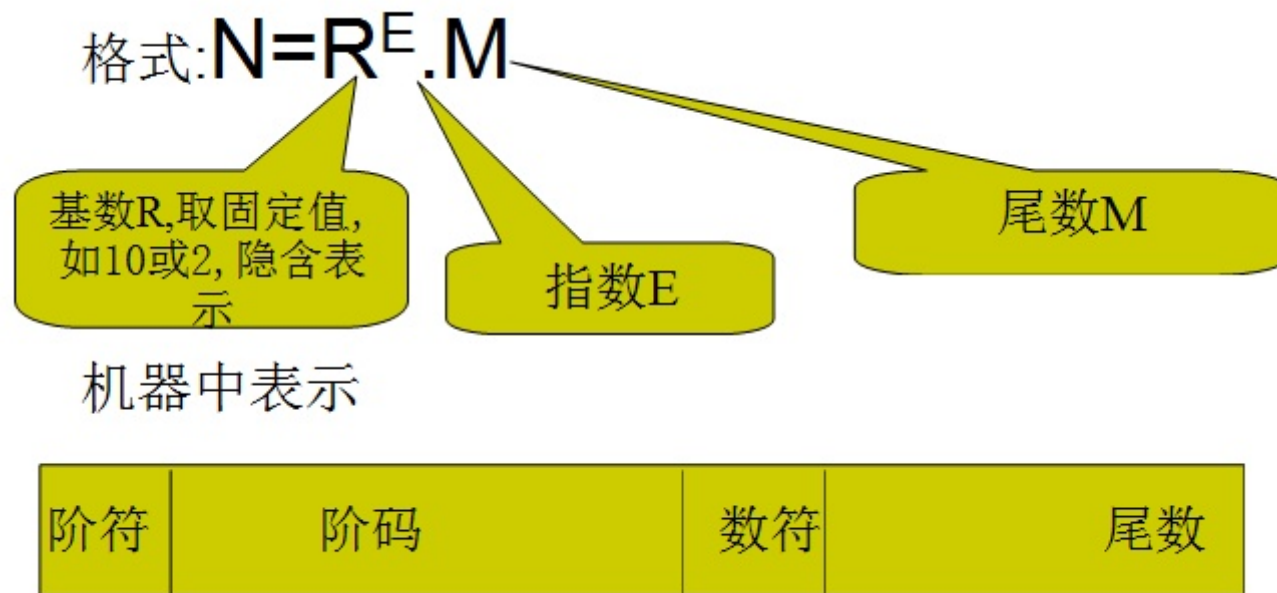 格式:N=R^E.M
基数R,取固定值,
如10或2,隐含表
示
指数E
尾数M
机器中表示
阶符 阶码 数符 尾数